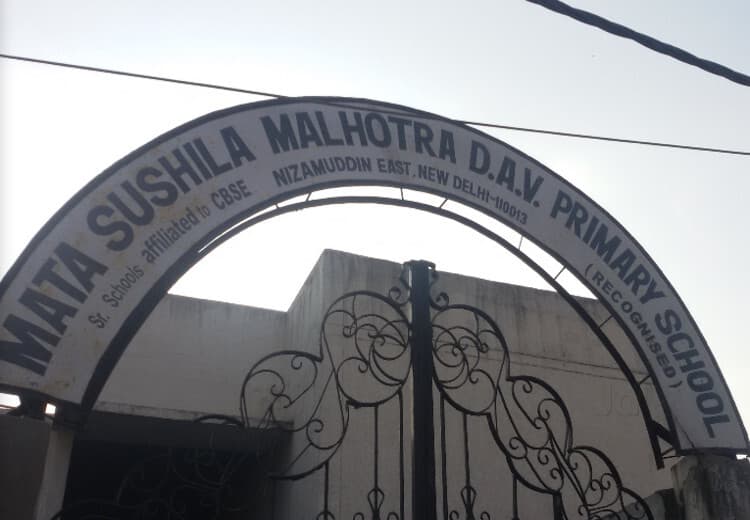 MATA SUSHILA MALHOTRA D.A.V. PRIMARY SCHOOL
Sr. Schools affiliated to CBSE NIZAMUDDIN EAST, NEW DELHI-110013 (RECOGNISED)